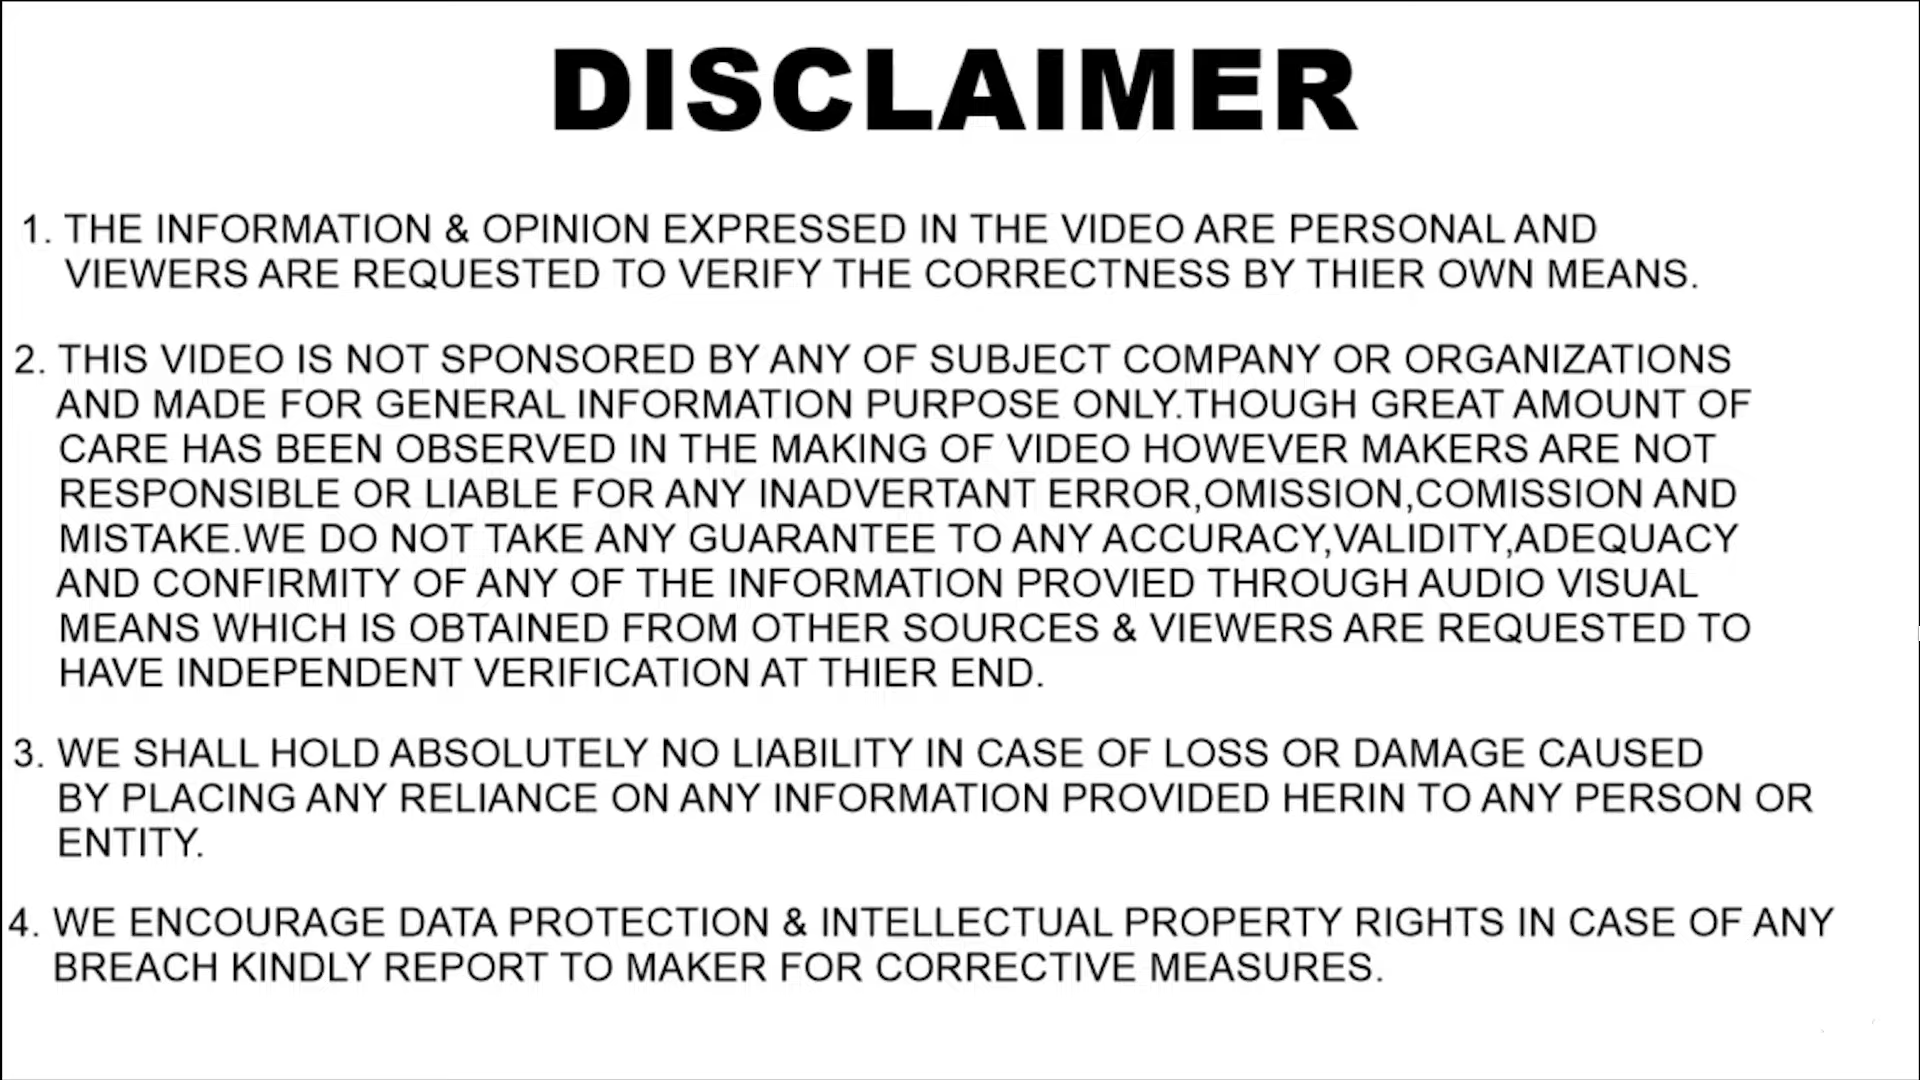 DISCLAIMER
1. THE INFORMATION & OPINION EXPRESSED IN THE VIDEO ARE PERSONAL AND
VIEWERS ARE REQUESTED TO VERIFY THE CORRECTNESS BY THIER OWN MEANS.
2. THIS VIDEO IS NOT SPONSORED BY ANY OF SUBJECT COMPANY OR ORGANIZATIONS
AND MADE FOR GENERAL INFORMATION PURPOSE ONLY.THOUGH GREAT AMOUNT OF
CARE HAS BEEN OBSERVED IN THE MAKING OF VIDEO HOWEVER MAKERS ARE NOT
RESPONSIBLE OR LIABLE FOR ANY INADVERTANT ERROR,OMISSION,COMISSION AND
MISTAKE.WE DO NOT TAKE ANY GUARANTEE TO ANY ACCURACY,VALIDITY,ADEQUACY
AND CONFIRMITY OF ANY OF THE INFORMATION PROVIED THROUGH AUDIO VISUAL
MEANS WHICH IS OBTAINED FROM OTHER SOURCES & VIEWERS ARE REQUESTED TO
HAVE INDEPENDENT VERIFICATION AT THIER END.
3. WE SHALL HOLD ABSOLUTELY NO LIABILITY IN CASE OF LOSS OR DAMAGE CAUSED
BY PLACING ANY RELIANCE ON ANY INFORMATION PROVIDED HERIN TO ANY PERSON OR
ENTITY.
4. WE ENCOURAGE DATA PROTECTION & INTELLECTUAL PROPERTY RIGHTS IN CASE OF ANY
BREACH KINDLY REPORT TO MAKER FOR CORRECTIVE MEASURES.